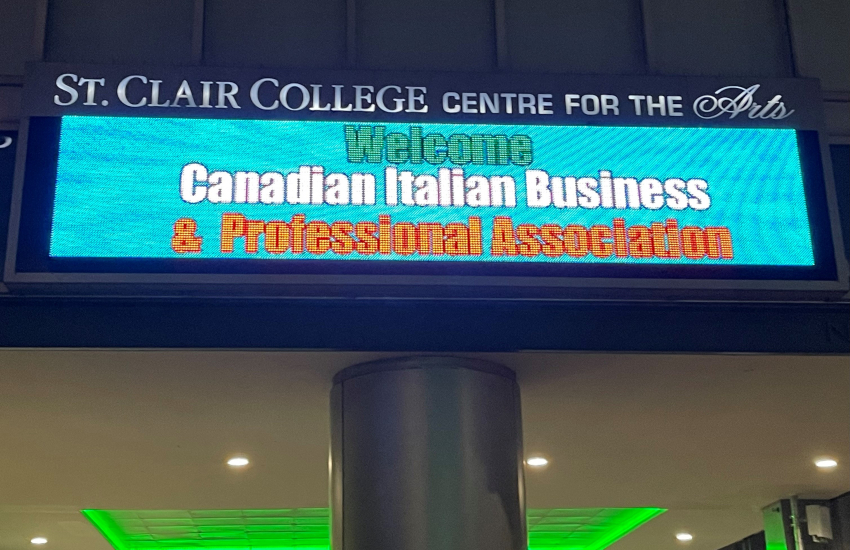 ST. CLAIR COLLEGE CENTRE FOR THE Arts
Welcome
Canadian Italian Business
& Professional Association